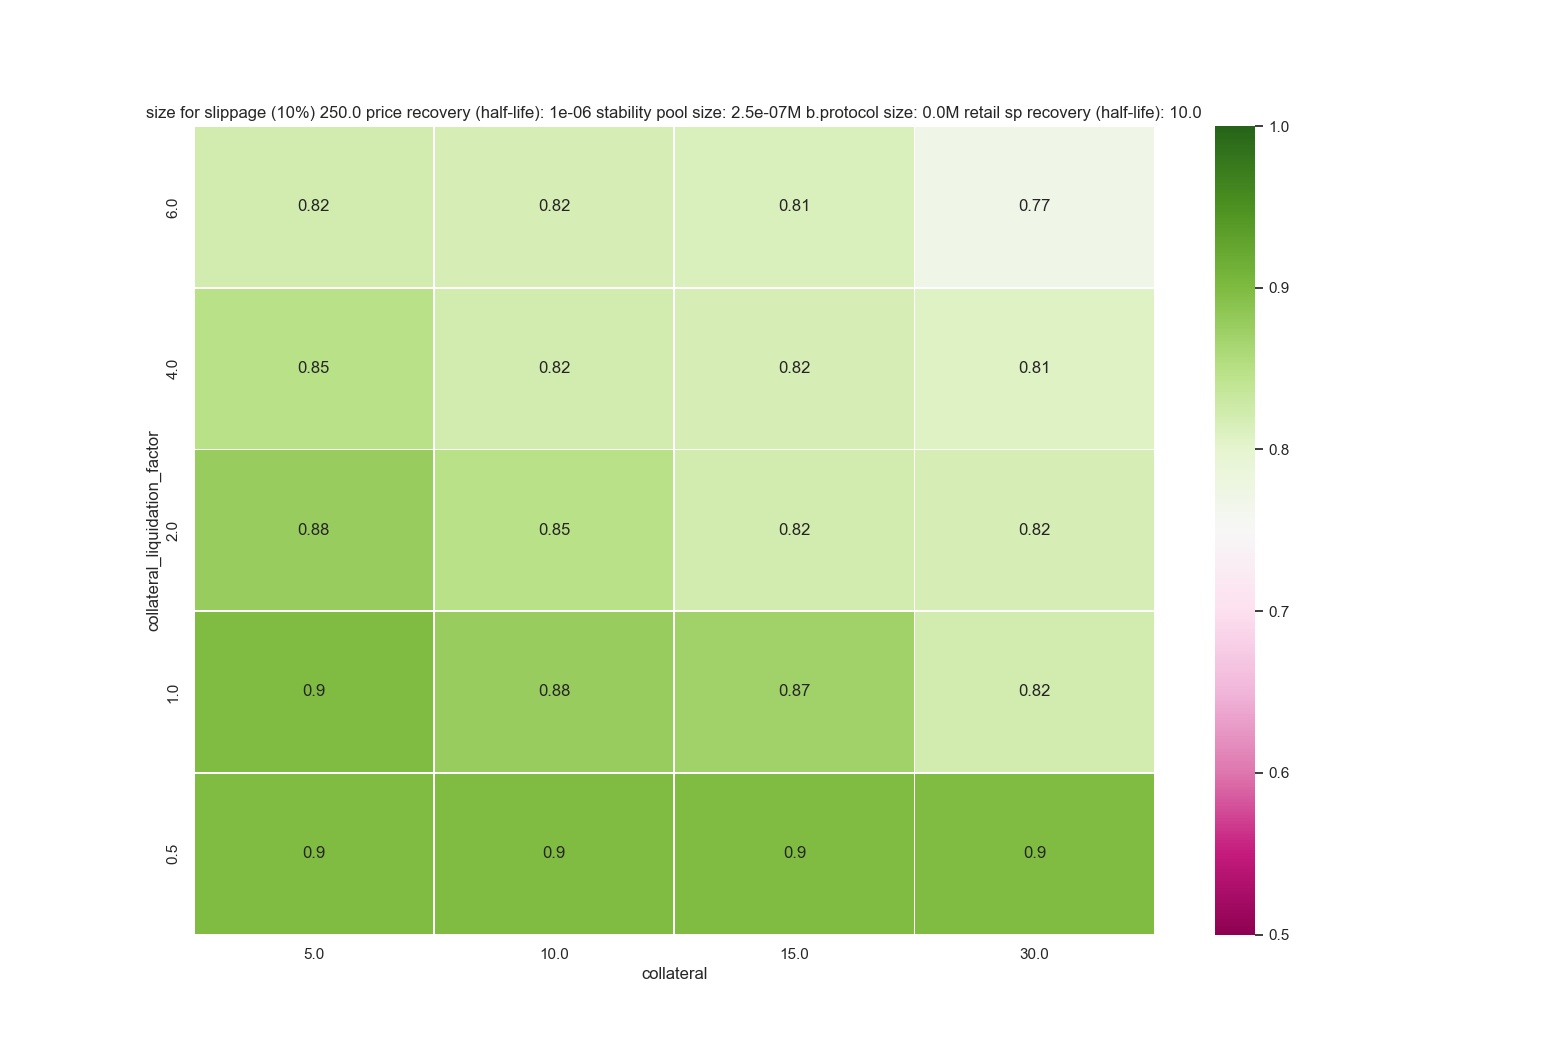 size for slippage (10%) 250.0 price recovery (half-life): 1e-06 stability pool size: 2.5e-07M b.protocol size: 0.0M retail sp recovery (half-life): 10.0
collateral_liquidation_factor
6.0 0.82 0.82 0.81 0.77
4.0 0.85 0.82 0.82 0.81
2.0 0.88 0.85 0.82 0.82
1.0 0.9 0.88 0.87 0.82
0.5 0.9 0.9 0.9 0.9
5.0 10.0 15.0 30.0
collateral
1.0
0.9
0.8
0.7
0.6
0.5